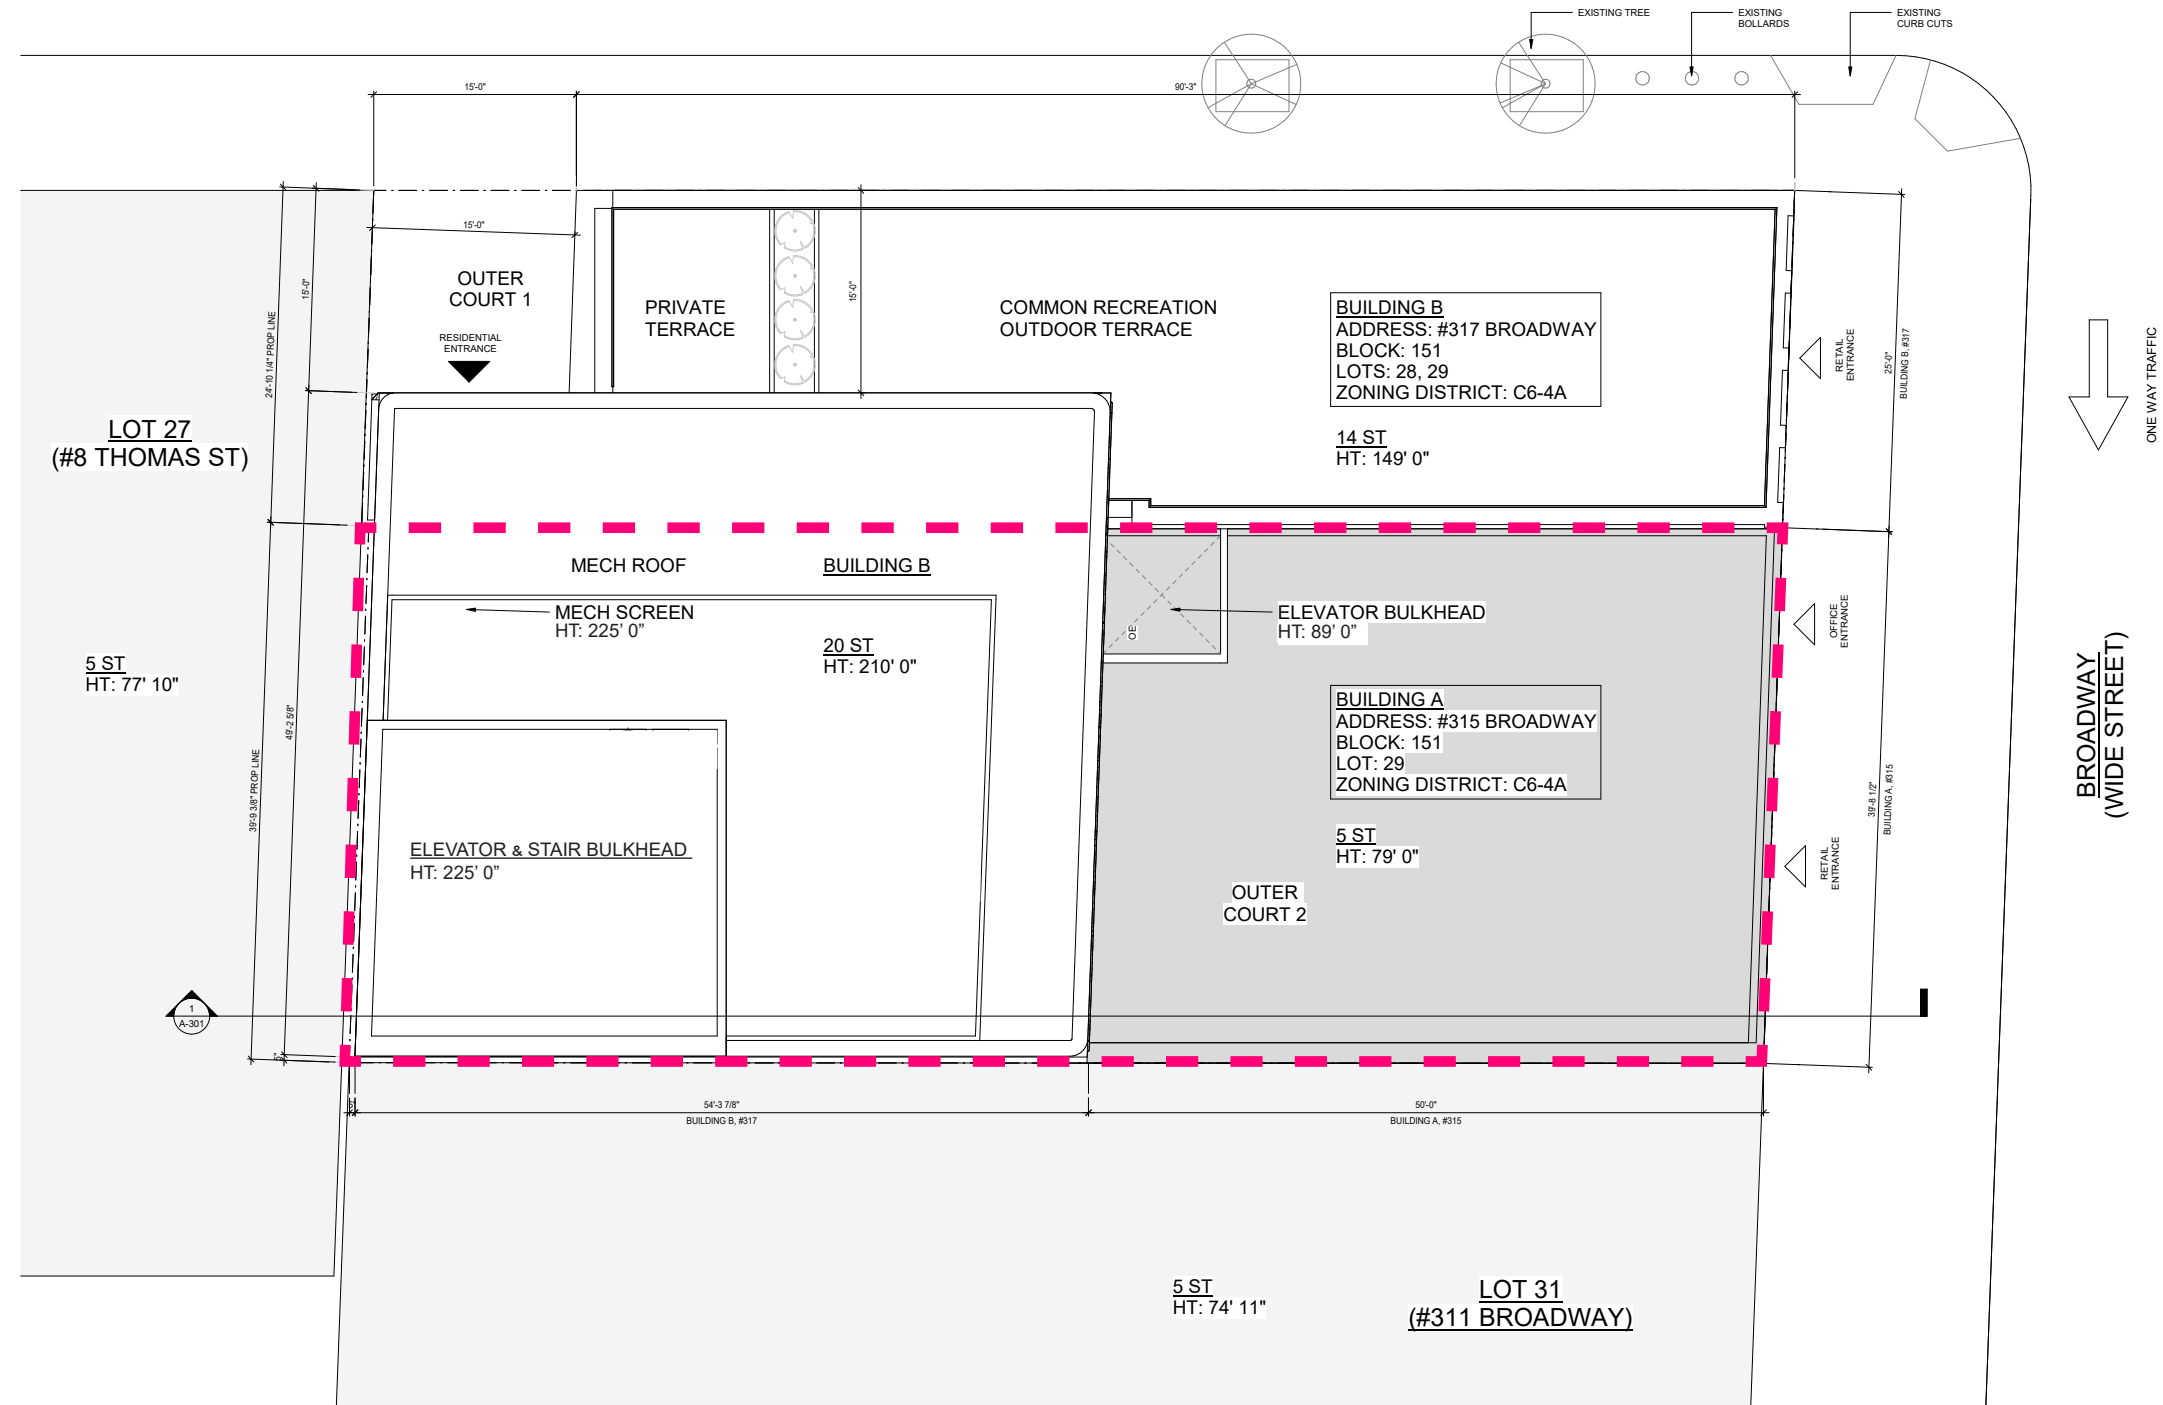 EXISTING TREE
EXISTING
BOLLARDS
EXISTING
CURB CUTS
15'-0"
90'-3"
15'-0"
OUTER
COURT 1
RESIDENTIAL
ENTRANCE
PRIVATE
TERRACE
15'-0"
COMMON RECREATION
OUTDOOR TERRACE
BUILDING B
ADDRESS: #317 BROADWAY
BLOCK: 151
LOTS: 28, 29
ZONING DISTRICT: C6-4A
14 ST
HT: 149' 0"
RETAIL
ENTRANCE
25'-0"
BUILDING B, #317
ONE WAY TRAFFIC
15'-0"
24'-10 1/4" PROP LINE
LOT 27
(#8 THOMAS ST)
5 ST
HT: 77' 10"
49'-2 5/8"
39'-9 3/8" PROP LINE
MECH ROOF
BUILDING B
MECH SCREEN
HT: 225' 0”
20 ST
HT: 210' 0"
OE
ELEVATOR BULKHEAD
HT: 89' 0”
OFFICE
ENTRANCE
BUILDING A
ADDRESS: #315 BROADWAY
BLOCK: 151
LOT: 29
ZONING DISTRICT: C6-4A
5 ST
HT: 79' 0"
OUTER
COURT 2
RETAIL
ENTRANCE
39'-8 1/2"
BUILDING A, #315
BROADWAY
(WIDE STREET)
ELEVATOR & STAIR BULKHEAD
HT: 225' 0”
1
A-301
54'-3 7/8"
BUILDING B, #317
50'-0"
BUILDING A, #315
5 ST
HT: 74' 11"
LOT 31
(#311 BROADWAY)